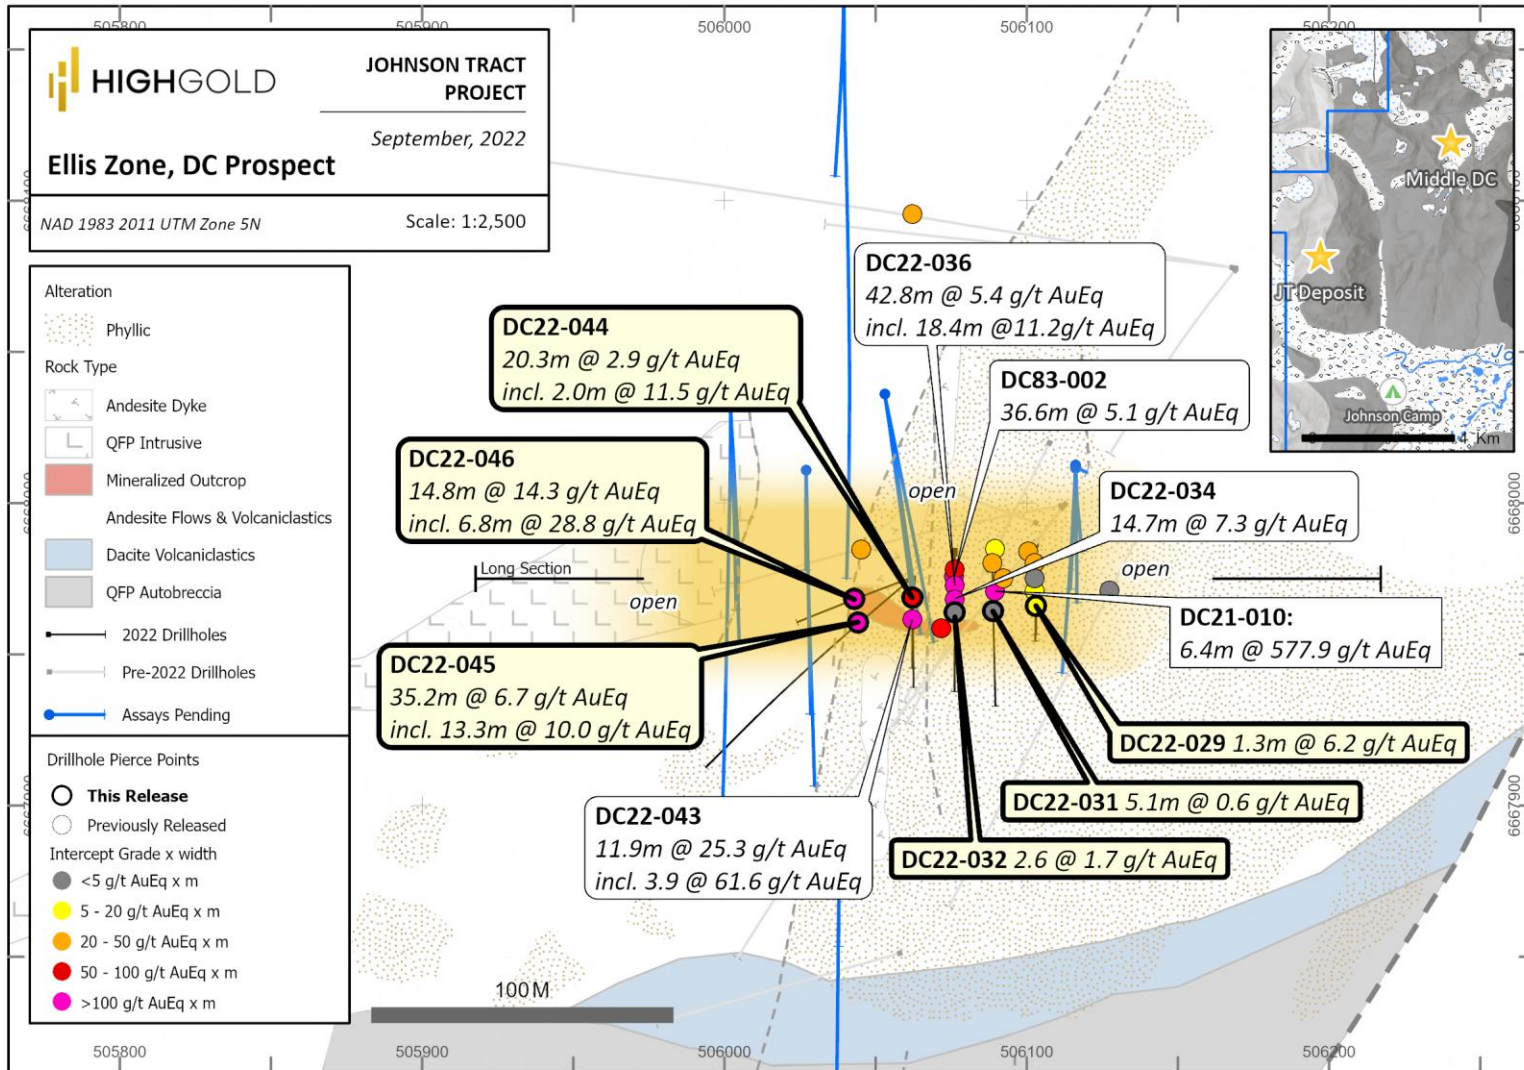 505800
505900
506000
506100
506200
HIGHGOLD
JOHNSON TRACT
PROJECT
September, 2022
Ellis Zone, DC Prospect
NAD 1983 2011 UTM Zone 5N
Scale: 1:2,500
Alteration
Phyllic
Rock Type
Andesite Dyke
QFP Intrusive
Mineralized Outcrop
Andesite Flows & Volcaniclastics
Dacite Volcaniclastics
QFP Autobreccia
2022 Drillholes
Pre-2022 Drillholes
Assays Pending
Drillhole Pierce Points
This Release
Previously Released
Intercept Grade x width
<5 g/t AuEq x m
5 - 20 g/t AuEq x m
20 - 50 g/t AuEq x m
50 - 100 g/t AuEq x m
>100 g/t AuEq x m
Middle DC
JT Deposit
Johnson Camp
4 Km
DC22-036
42.8m @ 5.4 g/t AuEq
incl. 18.4m @11.2g/t AuEq
DC22-044
20.3m @ 2.9 g/t AuEq
incl. 2.0m @ 11.5 g/t AuEq
DC83-002
36.6m @ 5.1 g/t AuEq
DC22-046
14.8m @ 14.3 g/t AuEq
incl. 6.8m @ 28.8 g/t AuEq
DC22-034
14.7m @ 7.3 g/t AuEq
open
Long Section
open
open
DC21-010:
6.4m @ 577.9 g/t AuEq
DC22-045
35.2m @ 6.7 g/t AuEq
incl. 13.3m @ 10.0 g/t AuEq
DC22-029 1.3m @ 6.2 g/t AuEq
DC22-031 5.1m @ 0.6 g/t AuEq
DC22-043
11.9m @ 25.3 g/t AuEq
incl. 3.9 @ 61.6 g/t AuEq
DC22-032 2.6 @ 1.7 g/t AuEq
100 M
6668000
6667900
6668000
6667900
505800
505900
506000
506100
506200